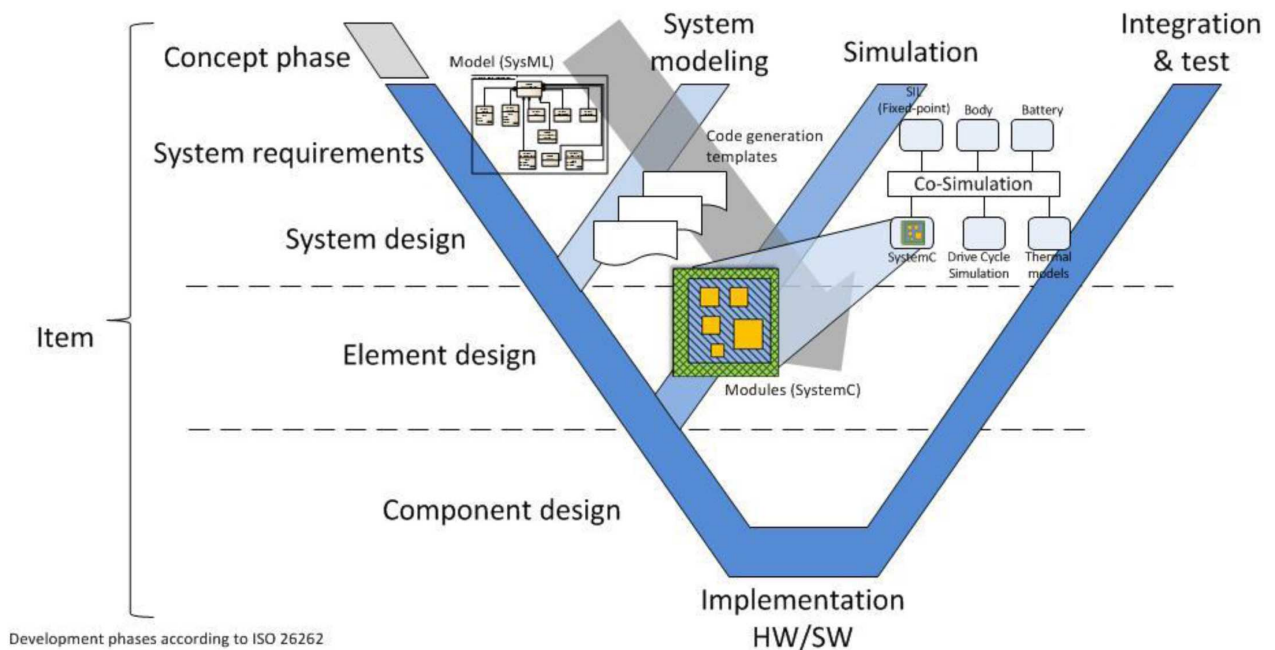 Concept phase
System
modeling
Simulation
Integration
& test
Model (SysML)
SIL
(Fixed-point)
Body
Battery
Code generation
templates
System requirements
Co-Simulation
System design
SystemC
Drive Cycle
Simulation
Thermal
models
Item
Element design
Modules (SystemC)
Component design
Implementation
HW/SW
Development phases according to ISO 26262